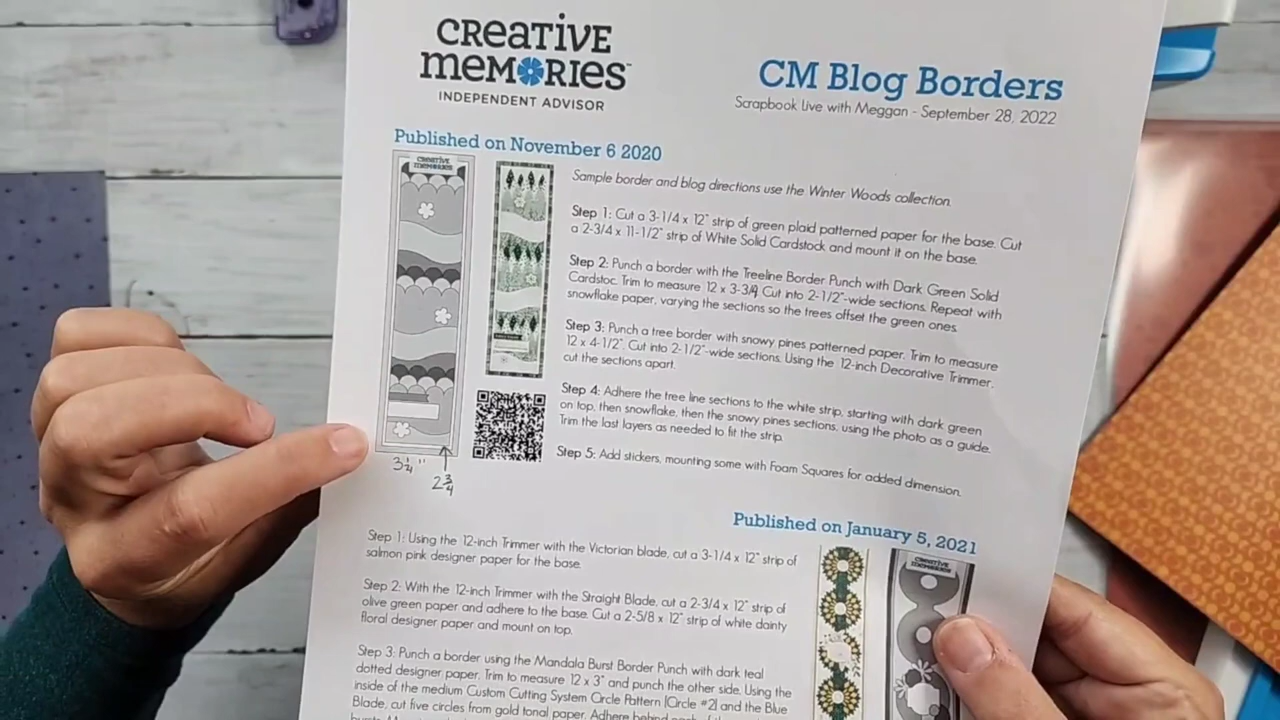 CREATIVE
MEMORIES™
INDEPENDENT ADVISOR
CM Blog Borders
Scrapbook Live with Meggan - September 28, 2022
Published on November 6 2020
CREATIVE
MEMORIES
Sample border and blog directions use the Winter Woods collection.
Step 1: Cut a 3-1/4 x 12" strip of green plaid patterned paper for the base. Cut
a 2-3/4 x 11-1/2" strip of White Solid Cardstock and mount it on the base.
Step 2: Punch a border with the Treeline Border Punch with Dark Green Solid
Cardstoc. Trim to measure 12 x 3-3/4. Cut into 2-1/2"-wide sections. Repeat with
snowflake paper, varying the sections so the trees offset the green ones.
Step 3: Punch a tree border with snowy pines patterned paper. Trim to measure
12 x 4-1/2". Cut into 2-1/2"-wide sections. Using the 12-inch Decorative Trimmer,
cut the sections apart.
Step 4: Adhere the tree line sections to the white strip, starting with dark green
on top, then snowflake, then the snowy pines sections, using the photo as a guide.
Trim the last layers as needed to fit the strip.
Step 5: Add stickers, mounting some with Foam Squares for added dimension.
3¼"
2¾
Published on January 5, 2021
Step 1: Using the 12-inch Trimmer with the Victorian blade, cut a 3-1/4 x 12" strip of
salmon pink designer paper for the base.
Step 2: With the 12-inch Trimmer with the Straight Blade, cut a 2-3/4 x 12" strip of
olive green paper and adhere to the base. Cut a 2-5/8 x 12" strip of white dainty
floral designer paper and mount on top.
Step 3: Punch a border using the Mandala Burst Border Punch with dark teal
dotted designer paper. Trim to measure 12 x 3" and punch the other side. Using the
inside of the medium Custom Cutting System Circle Pattern (Circle #2) and the Blue
Blade, cut five circles from gold tonal paper. Adhere behind
CREATIVE
MEMORIES